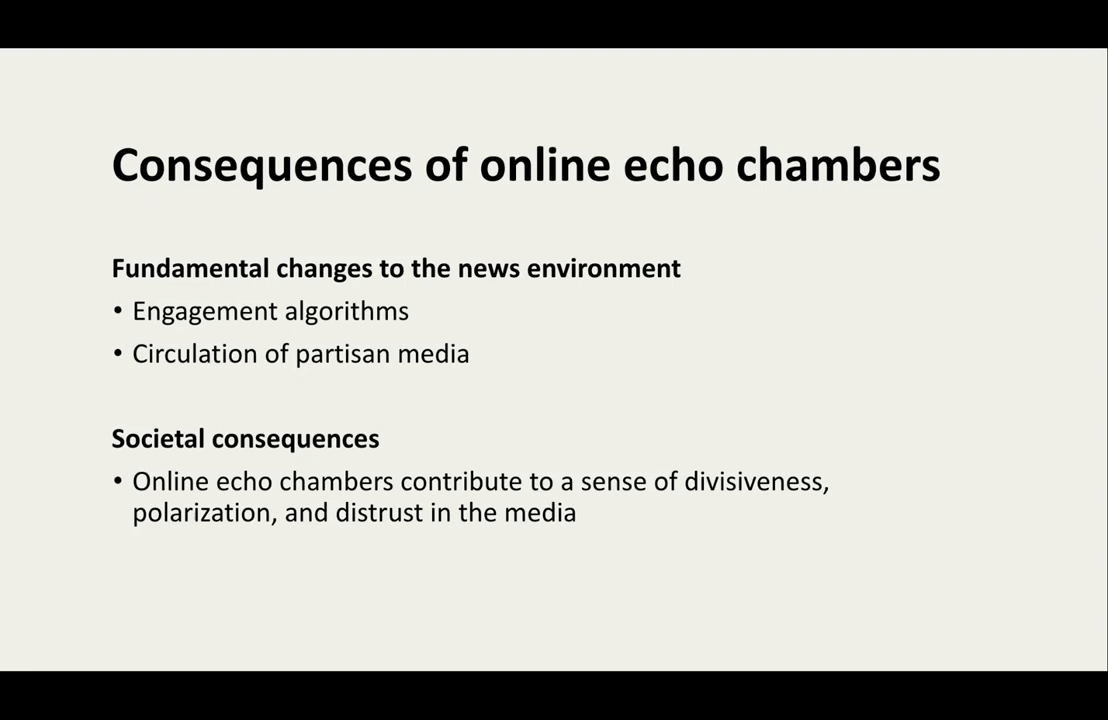 Consequences of online echo chambers
Fundamental changes to the news environment
• Engagement algorithms
• Circulation of partisan media
Societal consequences
• Online echo chambers contribute to a sense of divisiveness,
polarization, and distrust in the media